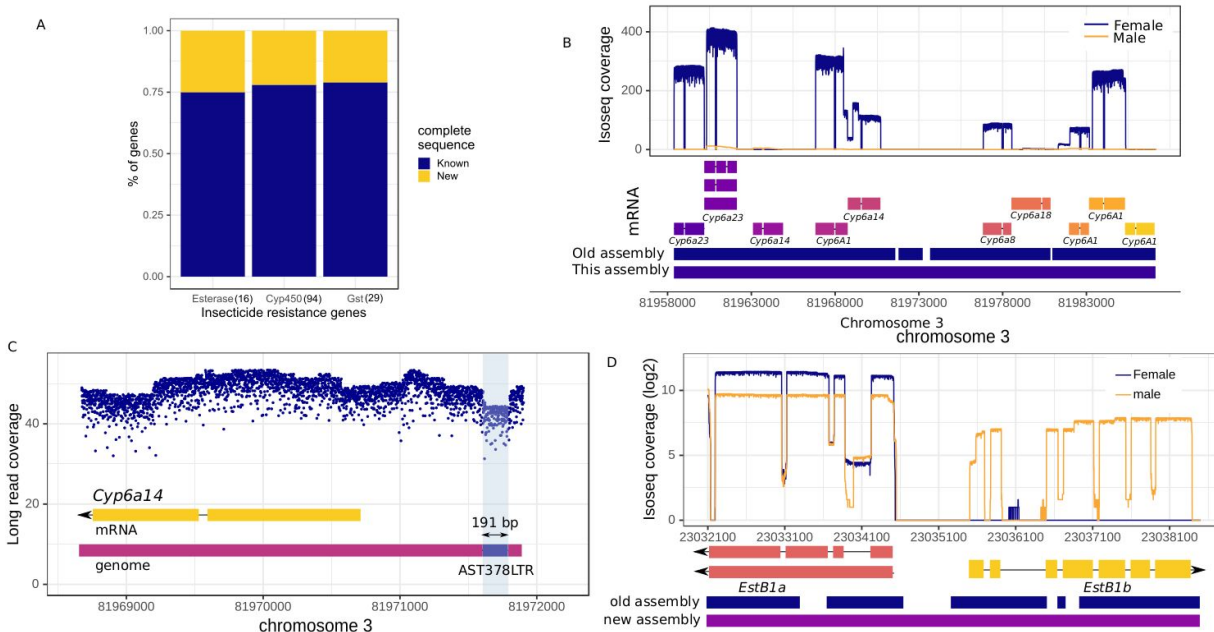 A
1.00
0.75
0.50
0.25
0.00
% of genes
Esterase(16) Cyp450(94) Gst(29)
Insecticide resistance genes
complete
sequence
Known
New
B
400
200
0
Isoseq coverage
Female
Male
mRNA
Cyp6a23
Cyp6a14
Cyp6a18
Cyp6A1
Cyp6a23
Cyp6a14
Cyp6A1
Cyp6a8
Cyp6A1
Cyp6A1
Old assembly
This assembly
81958000 81963000 81968000 81973000 81978000 81983000
Chromosome 3
chromosome 3
C
40
20
0
Long read coverage
Cyp6a14
mRNA
191 bp
genome
AST378LTR
81969000 81970000 81971000 81972000
chromosome 3
D
10
5
0
Isoseq coverage (log2)
Female
male
23032100 23033100 23034100 23035100 23036100 23037100 23038100
EstB1a
EstB1b
old assembly
new assembly